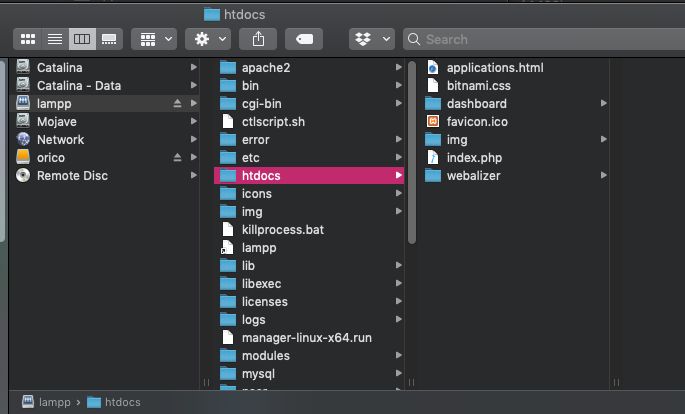 htdocs
Search
Catalina
Catalina - Data
lampp
Mojave
Network
orico
Remote Disc
apache2
bin
cgi-bin
ctlscript.sh
error
etc
htdocs
icons
img
killprocess.bat
lampp
lib
libexec
licenses
logs
manager-linux-x64.run
modules
mysql
applications.html
bitnami.css
dashboard
favicon.ico
img
index.php
webalizer
lampp › htdocs